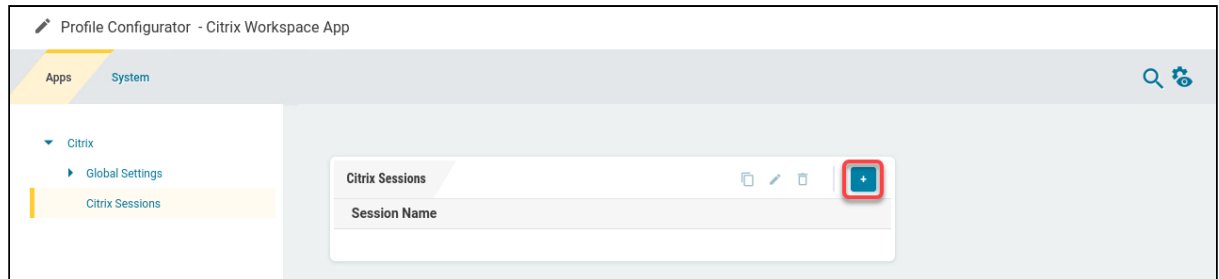 Profile Configurator - Citrix Workspace App
Apps System
Citrix
Global Settings
Citrix Sessions
Citrix Sessions
Session Name